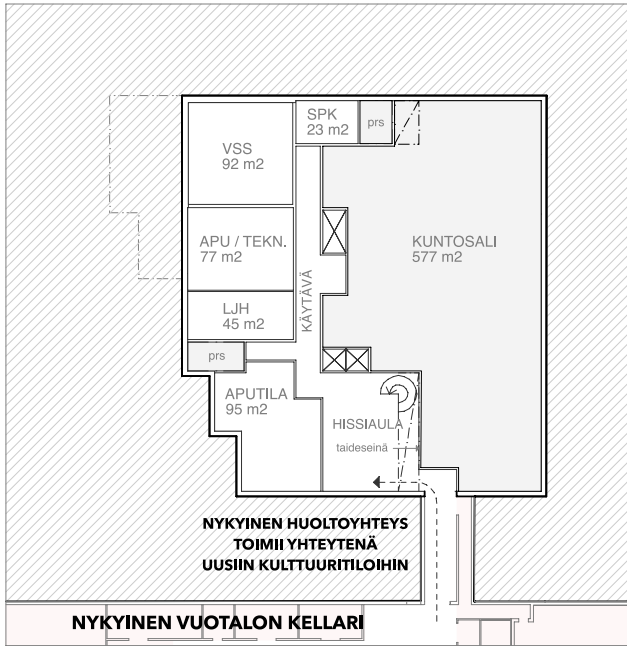 SPK
23 m2
prs
VSS
92 m2
APU / TEKN.
77 m2
KUNTOSALI
577 m2
KÄYTÄVÄ
LJH
45 m2
prs
APUTILA
95 m2
HISSIAULA
taideseinä
NYKYINEN HUOLTOYHTEYS
TOIMII YHTEYTENÄ
UUSIIN KULTTUURITILOIHIN
NYKYINEN VUOTALON KELLARI